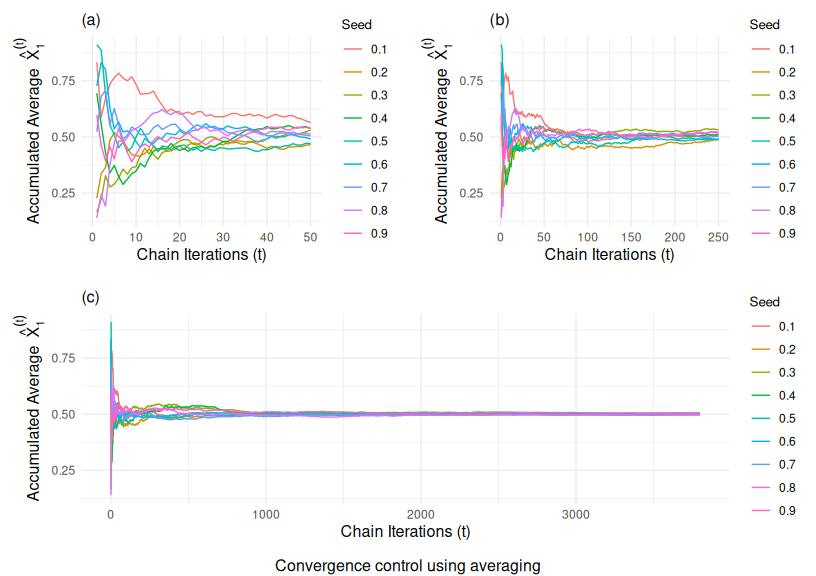 (a)
Accumulated Average X̂₁⁽ᵗ⁾
0.75
0.50
0.25
0 10 20 30 40 50
Chain Iterations (t)
Seed
0.1
0.2
0.3
0.4
0.5
0.6
0.7
0.8
0.9
(b)
Accumulated Average X̂₁⁽ᵗ⁾
0.75
0.50
0.25
0 50 100 150 200 250
Chain Iterations (t)
Seed
0.1
0.2
0.3
0.4
0.5
0.6
0.7
0.8
0.9
(c)
Accumulated Average X̂₁⁽ᵗ⁾
0.75
0.50
0.25
0 1000 2000 3000
Chain Iterations (t)
Seed
0.1
0.2
0.3
0.4
0.5
0.6
0.7
0.8
0.9
Convergence control using averaging